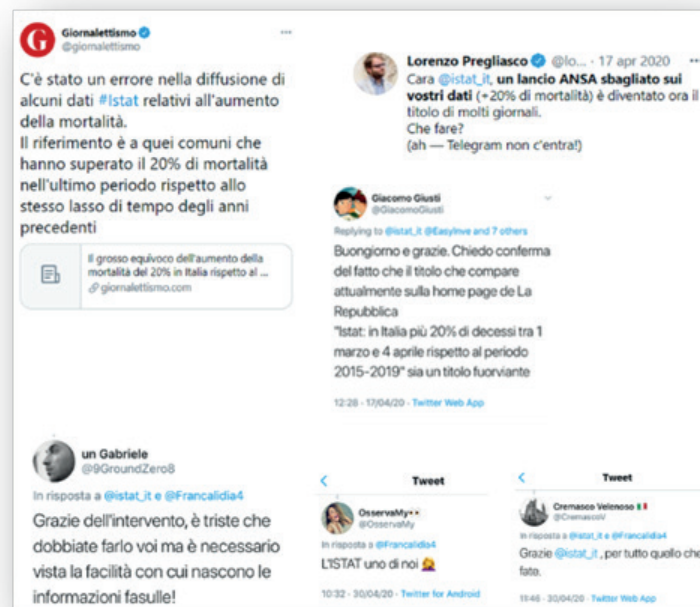 Giornalettismo
@giornalettismo
C'è stato un errore nella diffusione di
alcuni dati #Istat relativi all'aumento
della mortalità.
Il riferimento è a quei comuni che
hanno superato il 20% di mortalità
nell'ultimo periodo rispetto allo
stesso lasso di tempo degli anni
precedenti
Il grosso equivoco dell'aumento della
mortalità del 20% in Italia rispetto al ...
giornalettismo.com
Lorenzo Pregliasco @lo... · 17 apr 2020
Cara @istat_it, un lancio ANSA sbagliato sui
vostri dati (+20% di mortalità) è diventato ora il
titolo di molti giornali.
Che fare?
(ah — Telegram non c'entra!)
Giacomo Giusti
@GiacomoGiusti
Replying to @istat_it @EasyInve and 7 others
Buongiorno e grazie. Chiedo conferma
del fatto che il titolo che compare
attualmente sulla home page de La
Repubblica
"Istat: in Italia più 20% di decessi tra 1
marzo e 4 aprile rispetto al periodo
2015-2019" sia un titolo fuorviante
12:28 · 17/04/20 · Twitter Web App
un Gabriele
@9GroundZero8
In risposta a @istat_it e @Francalidia4
Grazie dell'intervento, è triste che
dobbiate farlo voi ma è necessario
vista la facilità con cui nascono le
informazioni fasulle!
Tweet
OsservaMy
@OsservaMy
In risposta a @Francalidia4
L'ISTAT uno di noi
10:32 · 30/04/20 · Twitter for Android
Tweet
Cremasco Velenoso
@CremascoV
In risposta a @istat_it e @Francalidia4
Grazie @istat_it , per tutto quello che
fate.
11:46 · 30/04/20 · Twitter Web App